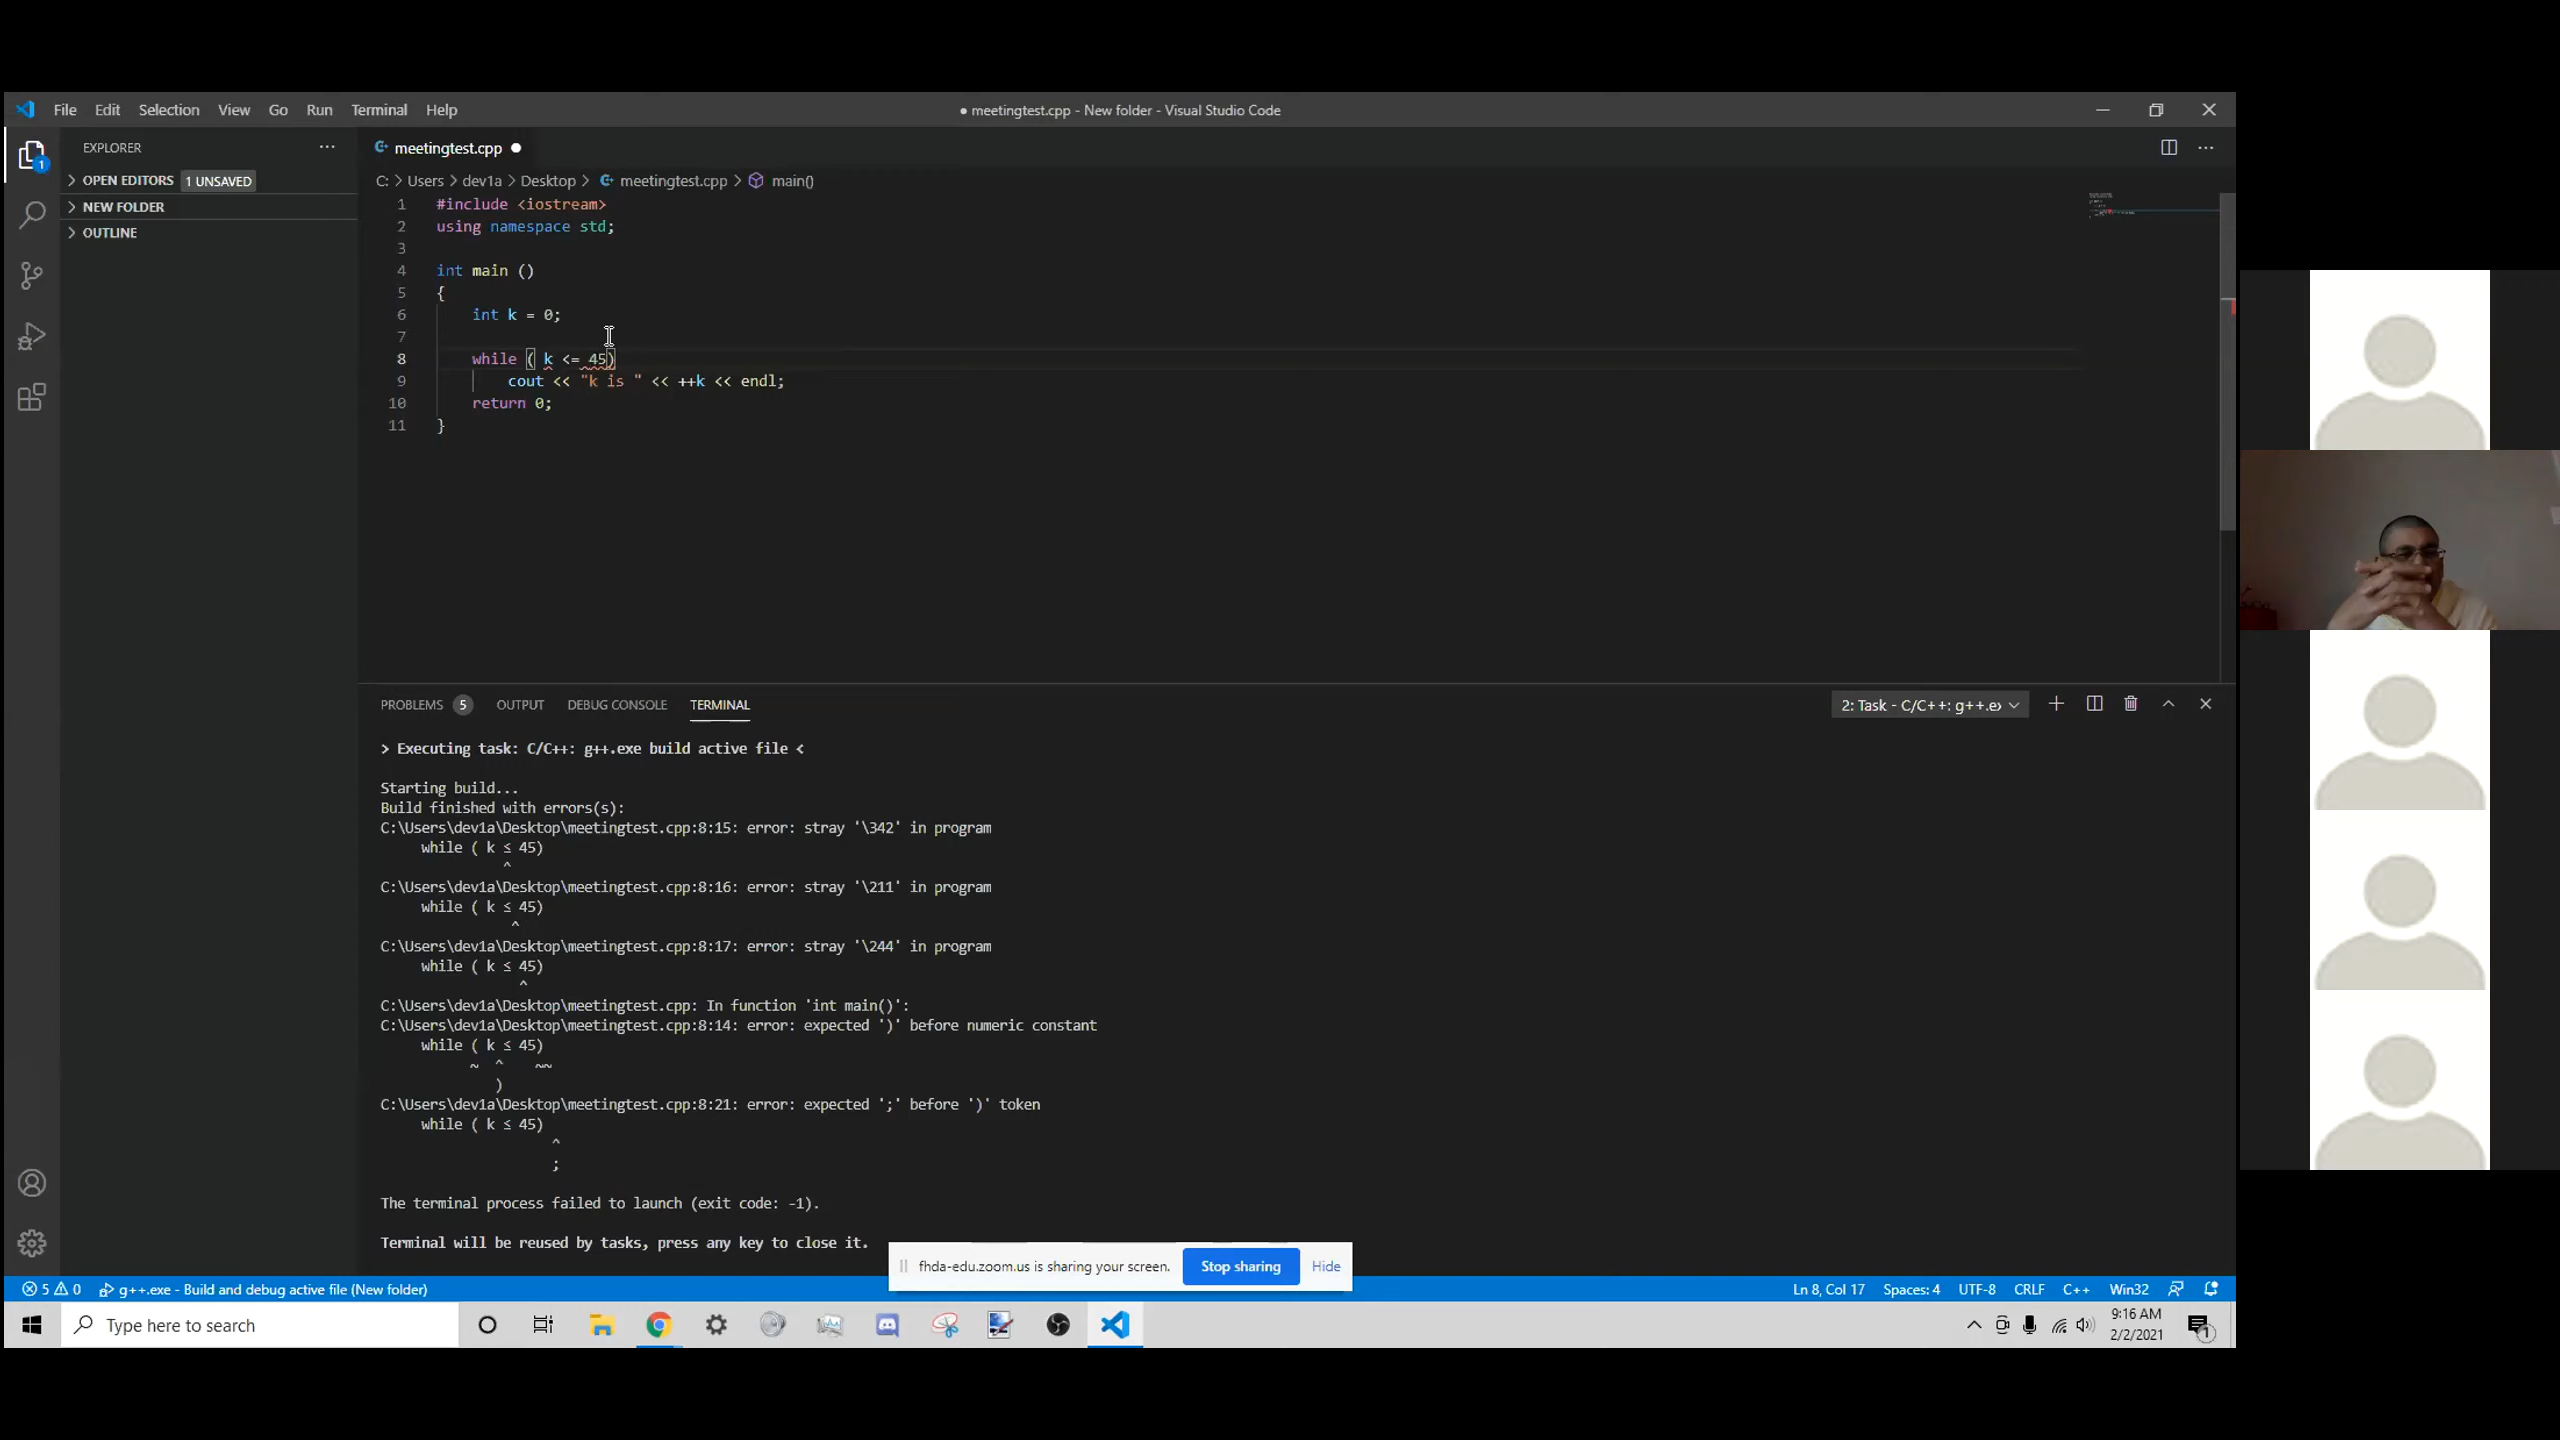 File Edit Selection View Go Run Terminal Help
● meetingtest.cpp - New folder - Visual Studio Code
1
EXPLORER
OPEN EDITORS 1 UNSAVED
NEW FOLDER
OUTLINE
meetingtest.cpp
C: > Users > dev1a > Desktop > meetingtest.cpp > main()
1 #include <iostream>
2 using namespace std;
3
4 int main ()
5 {
6 int k = 0;
7
8 while ( k <= 45)
9 cout << "k is " << ++k << endl;
10 return 0;
11 }
PROBLEMS 5 OUTPUT DEBUG CONSOLE TERMINAL
2: Task - C/C++: g++.ex
> Executing task: C/C++: g++.exe build active file <
Starting build...
Build finished with errors(s):
C:\Users\dev1a\Desktop\meetingtest.cpp:8:15: error: stray '\342' in program
while ( k ≤ 45)
^
C:\Users\dev1a\Desktop\meetingtest.cpp:8:16: error: stray '\211' in program
while ( k ≤ 45)
^
C:\Users\dev1a\Desktop\meetingtest.cpp:8:17: error: stray '\244' in program
while ( k ≤ 45)
^
C:\Users\dev1a\Desktop\meetingtest.cpp: In function 'int main()':
C:\Users\dev1a\Desktop\meetingtest.cpp:8:14: error: expected ')' before numeric constant
while ( k ≤ 45)
~ ^ ~~
)
C:\Users\dev1a\Desktop\meetingtest.cpp:8:21: error: expected ';' before ')' token
while ( k ≤ 45)
^
;
The terminal process failed to launch (exit code: -1).
Terminal will be reused by tasks, press any key to close it.
fhda-edu.zoom.us is sharing your screen. Stop sharing Hide
5 0 g++.exe - Build and debug active file (New folder)
Ln 8, Col 17 Spaces: 4 UTF-8 CRLF C++ Win32
Type here to search
9:16 AM
2/2/2021
1